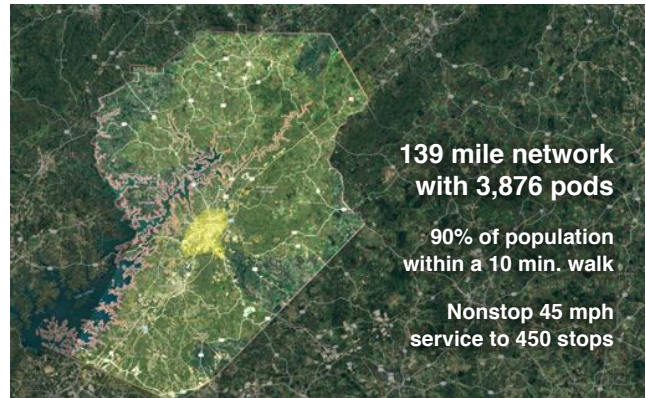 139 mile network
with 3,876 pods
90% of population
within a 10 min. walk
Nonstop 45 mph
service to 450 stops